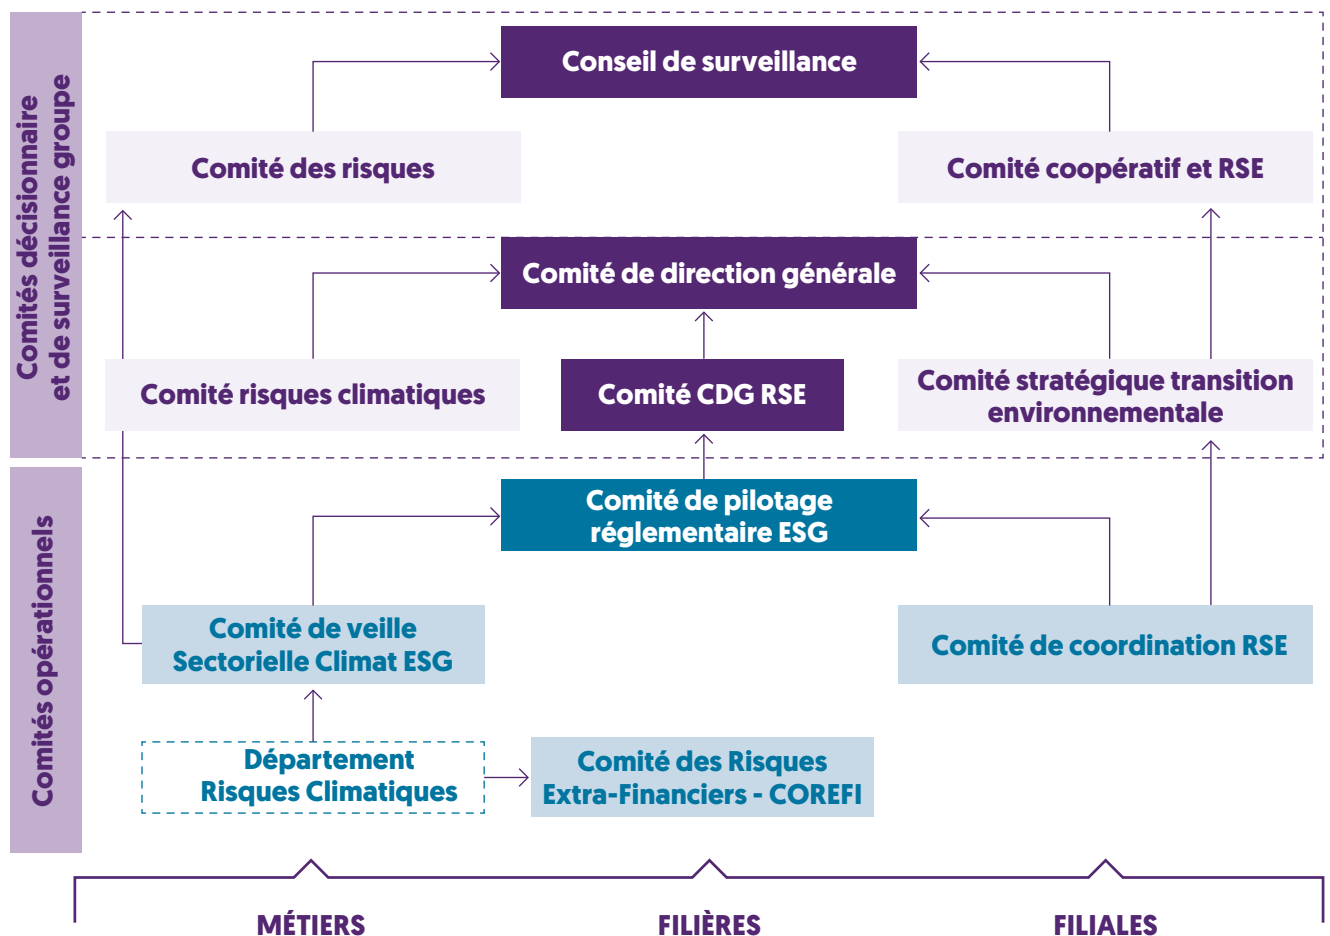 Comités décisionnaire
et de surveillance groupe
Conseil de surveillance
Comité des risques
Comité coopératif et RSE
Comité de direction générale
Comité risques climatiques
Comité CDG RSE
Comité stratégique transition
environnementale
Comités opérationnels
Comité de pilotage
réglementaire ESG
Comité de veille
Sectorielle Climat ESG
Comité de coordination RSE
Département
Risques Climatiques
Comité des Risques
Extra-Financiers - COREFI
MÉTIERS
FILIÈRES
FILIALES